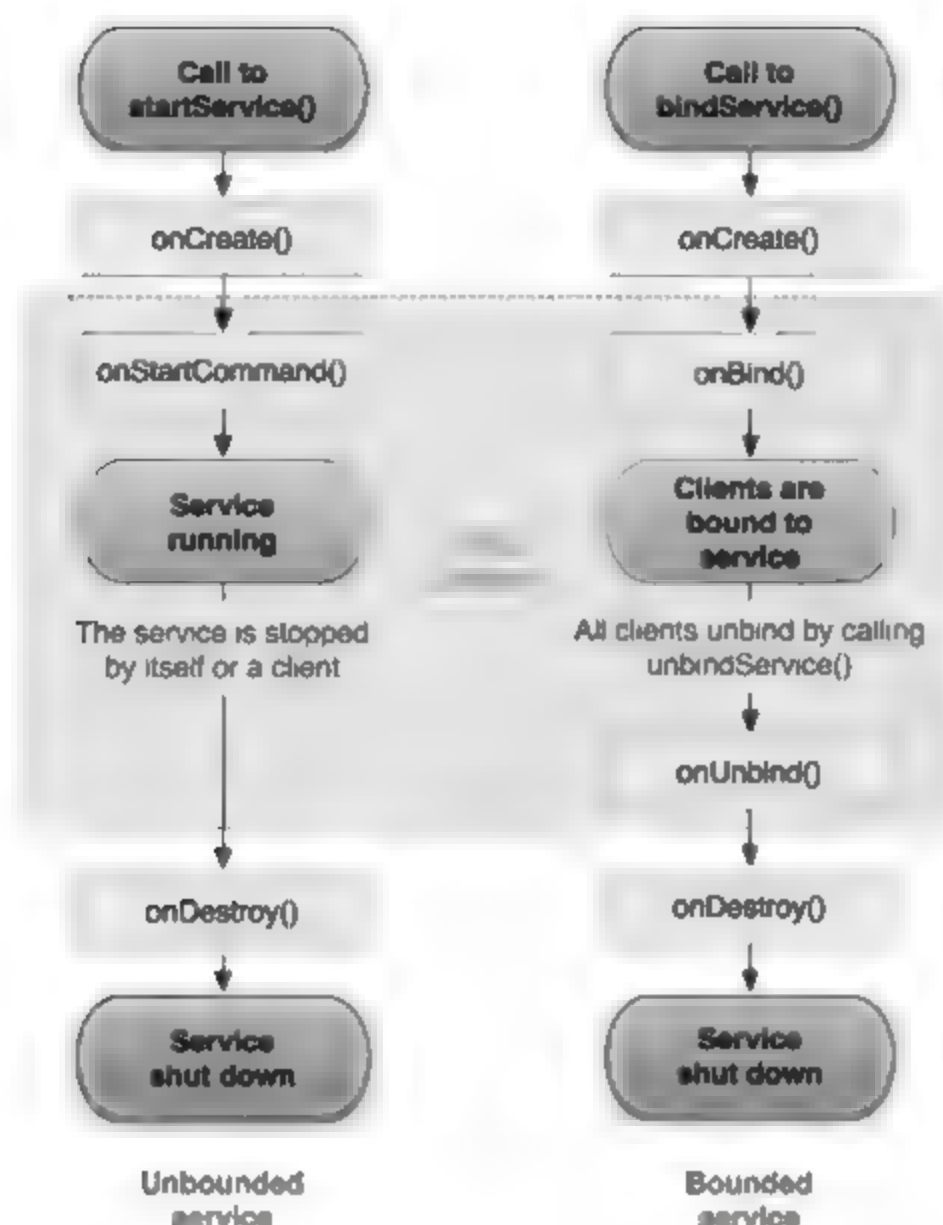 Call to
startService()
onCreate()
onStartCommand()
Service
running
The service is stopped
by itself or a client
onDestroy()
Service
shut down
Unbounded
service
Call to
bindService()
onCreate()
onBind()
Clients are
bound to
service
All clients unbind by calling
unbindService()
onUnbind()
onDestroy()
Service
shut down
Bounded
service